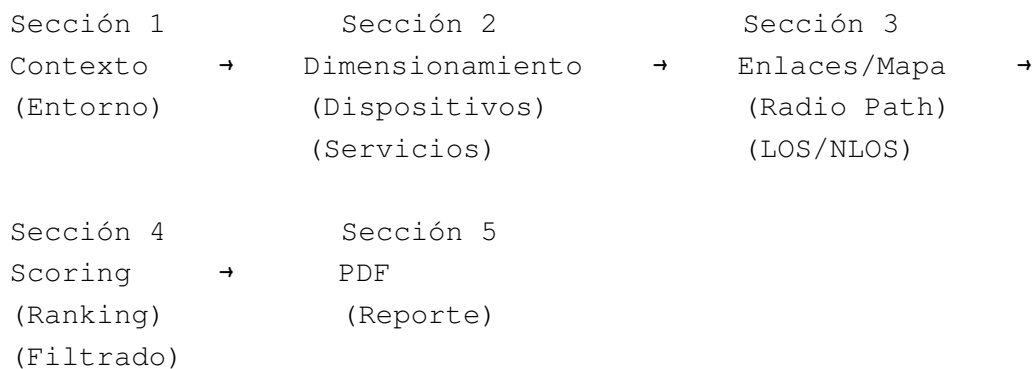 Sección 1 Sección 2 Sección 3
Contexto → Dimensionamiento → Enlaces/Mapa →
(Entorno) (Dispositivos) (Radio Path)
(Servicios) (LOS/NLOS)
Sección 4 Sección 5
Scoring → PDF
(Ranking) (Reporte)
(Filtrado)